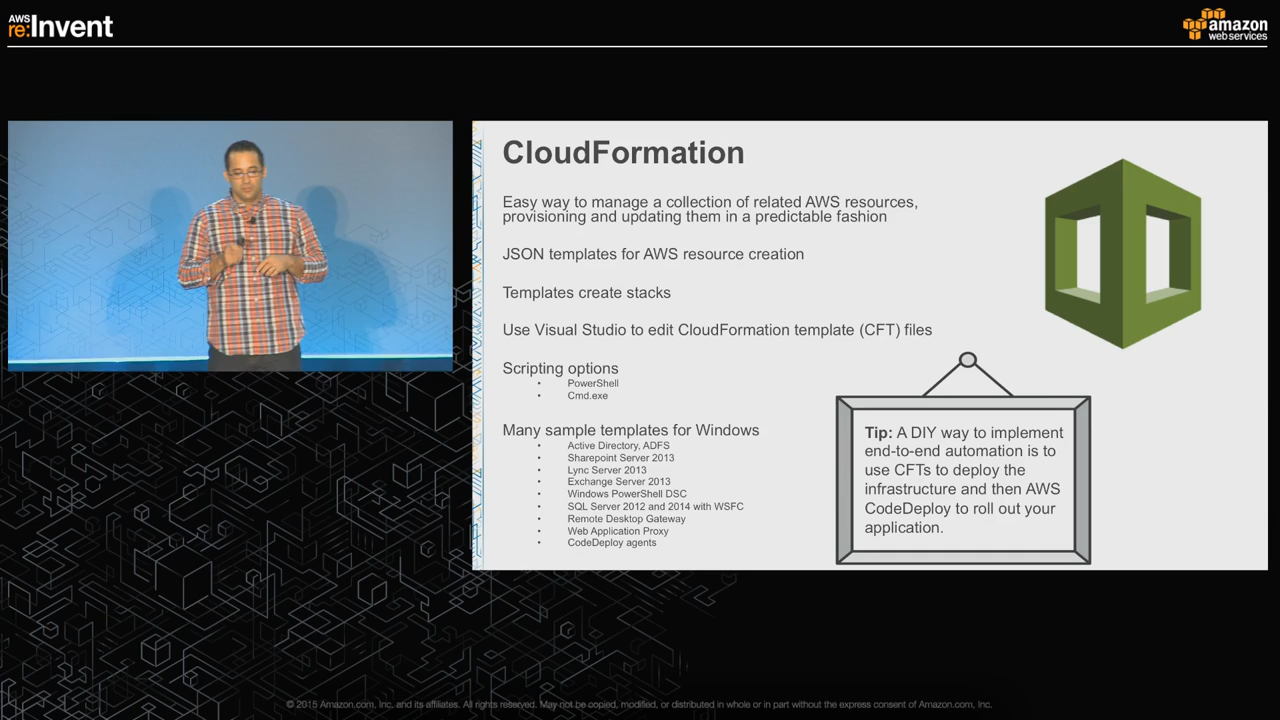 AWS
re:Invent
amazon
web services
CloudFormation
Easy way to manage a collection of related AWS resources,
provisioning and updating them in a predictable fashion
JSON templates for AWS resource creation
Templates create stacks
Use Visual Studio to edit CloudFormation template (CFT) files
Scripting options
• PowerShell
• Cmd.exe
Many sample templates for Windows
• Active Directory, ADFS
• Sharepoint Server 2013
• Lync Server 2013
• Exchange Server 2013
• Windows PowerShell DSC
• SQL Server 2012 and 2014 with WSFC
• Remote Desktop Gateway
• Web Application Proxy
• CodeDeploy agents
Tip: A DIY way to implement
end-to-end automation is to
use CFTs to deploy the
infrastructure and then AWS
CodeDeploy to roll out your
application.
© 2015 Amazon.com, Inc. and its affiliates. All rights reserved. May not be copied, modified, or distributed in whole or in part without the express consent of Amazon.com, Inc.